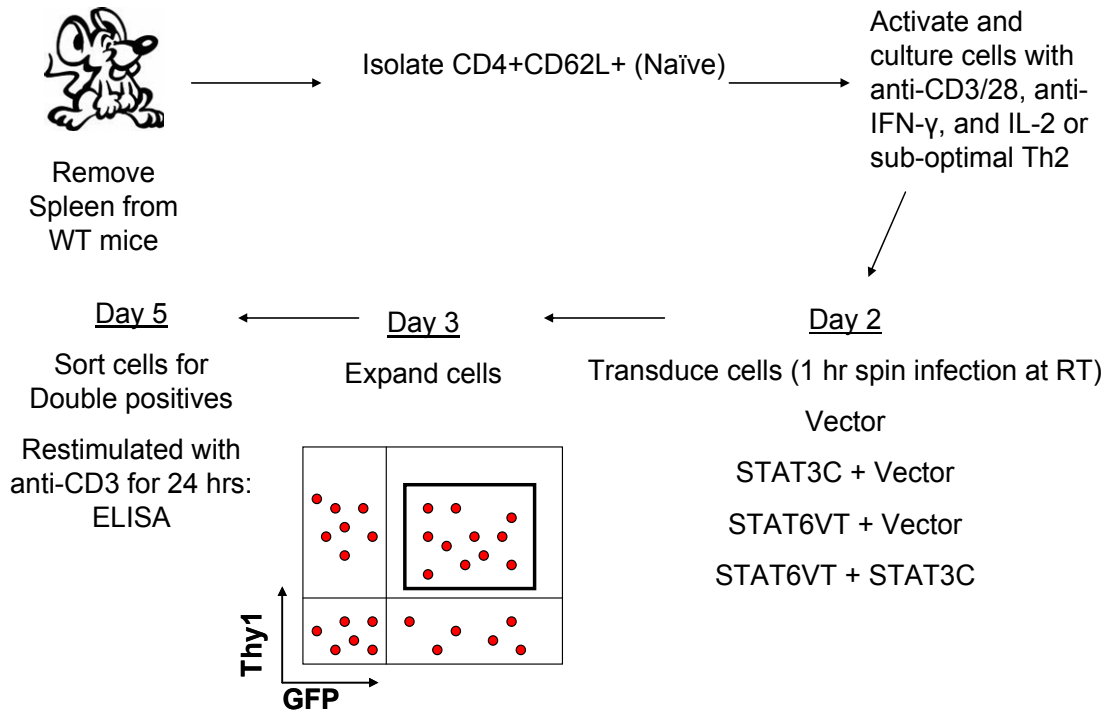 Remove
Spleen from
WT mice
Isolate CD4+CD62L+ (Naïve)
Activate and
culture cells with
anti-CD3/28, anti-
IFN-γ, and IL-2 or
sub-optimal Th2
Day 2
Transduce cells (1 hr spin infection at RT)
Vector
STAT3C + Vector
STAT6VT + Vector
STAT6VT + STAT3C
Day 3
Expand cells
Day 5
Sort cells for
Double positives
Restimulated with
anti-CD3 for 24 hrs:
ELISA
Thy1
GFP